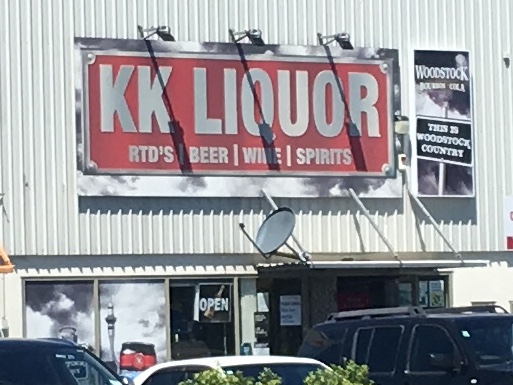 KK LIQUOR
RTD'S | BEER | WINE | SPIRITS
WOODSTOCK
BOURBON COLA
THIS IS
WOODSTOCK
COUNTRY
OPEN